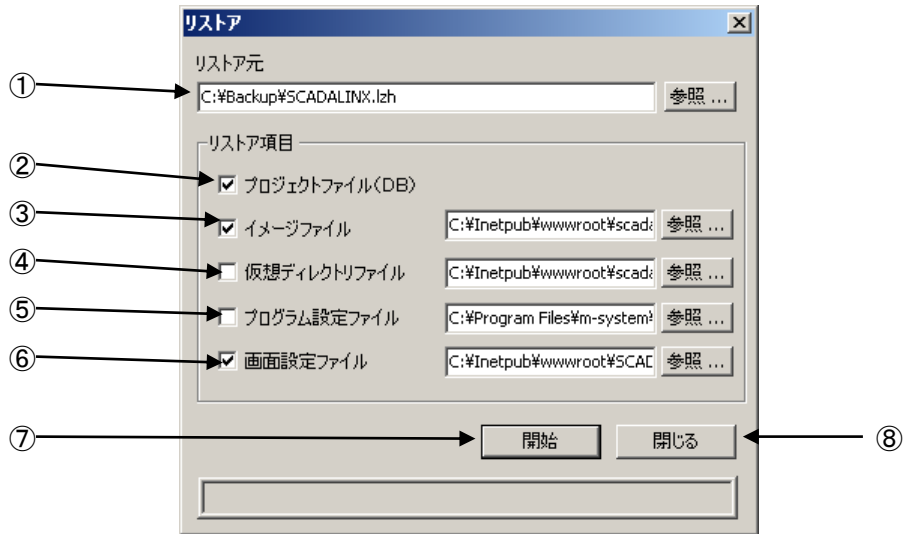 リストア
リストア元
① C:¥Backup¥SCADALINX.lzh 参照 ...
リストア項目
② プロジェクトファイル(DB)
③ イメージファイル C:¥Inetpub¥wwwroot¥scada 参照 ...
④ 仮想ディレクトリファイル C:¥Inetpub¥wwwroot¥scada 参照 ...
⑤ プログラム設定ファイル C:¥Program Files¥m-system¥ 参照 ...
⑥ 画面設定ファイル C:¥Inetpub¥wwwroot¥SCAD 参照 ...
⑦ 開始 閉じる ⑧